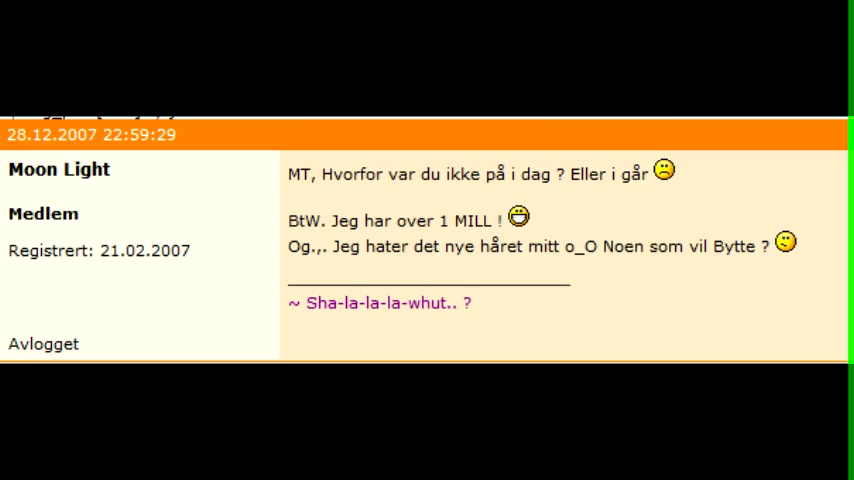 28.12.2007 22:59:29
Moon Light
Medlem
Registrert: 21.02.2007
Avlogget
MT, Hvorfor var du ikke på i dag ? Eller i går
BtW. Jeg har over 1 MILL !
Og.,. Jeg hater det nye håret mitt o_O Noen som vil Bytte ?
~ Sha-la-la-la-whut.. ?